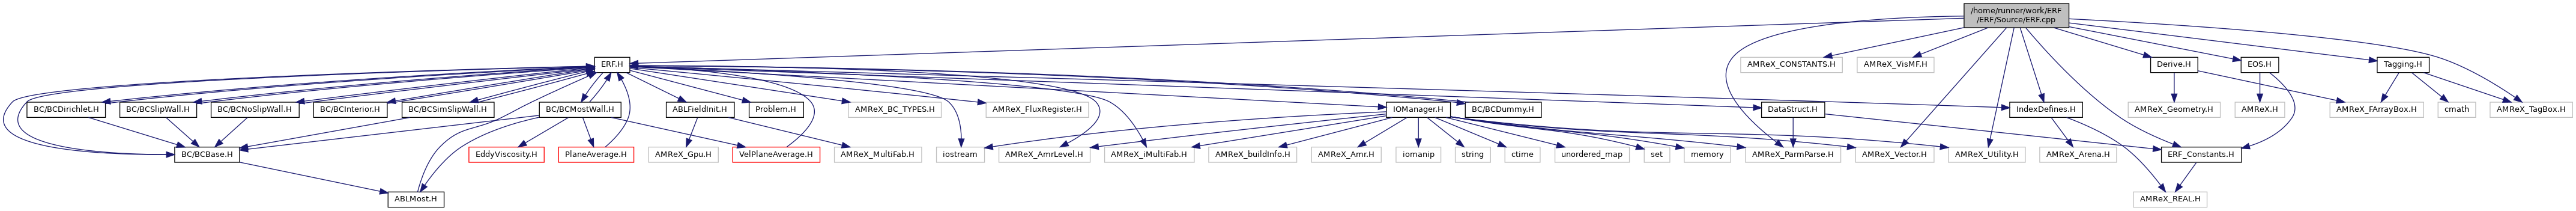 /home/runner/work/ERF
/ERF/Source/ERF.cpp
ERF.H
AMReX_CONSTANTS.H
AMReX_VisMF.H
Derive.H
EOS.H
Tagging.H
BC/BCDirichlet.H
BC/BCSlipWall.H
BC/BCNoSlipWall.H
BC/BCInterior.H
BC/BCSimSlipWall.H
BC/BCMostWall.H
ABLFieldInit.H
Problem.H
AMReX_BC_TYPES.H
AMReX_FluxRegister.H
IOManager.H
BC/BCDummy.H
DataStruct.H
IndexDefines.H
AMReX_Geometry.H
AMReX.H
AMReX_FArrayBox.H
cmath
AMReX_TagBox.H
BC/BCBase.H
EddyViscosity.H
PlaneAverage.H
AMReX_Gpu.H
VelPlaneAverage.H
AMReX_MultiFab.H
iostream
AMReX_AmrLevel.H
AMReX_iMultiFab.H
AMReX_buildInfo.H
AMReX_Amr.H
iomanip
string
ctime
unordered_map
set
memory
AMReX_ParmParse.H
AMReX_Vector.H
AMReX_Utility.H
AMReX_Arena.H
ERF_Constants.H
ABLMost.H
AMReX_REAL.H